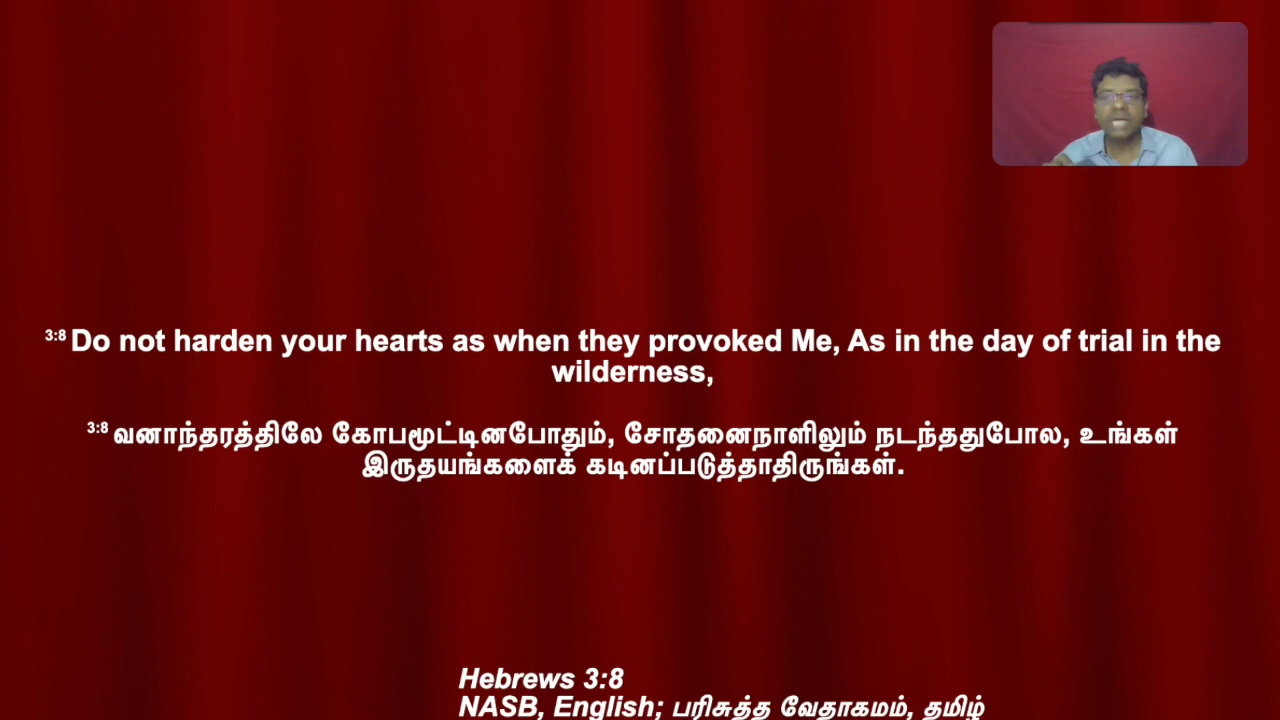 3:8 Do not harden your hearts as when they provoked Me, As in the day of trial in the
wilderness,
3:8 வனாந்தரத்திலே கோபமூட்டினபோதும், சோதனைநாளிலும் நடந்ததுபோல, உங்கள்
இருதயங்களைக் கடினப்படுத்தாதிருங்கள்.
Hebrews 3:8
NASB, English; பரிசுத்த வேதாகமம், தமிழ்